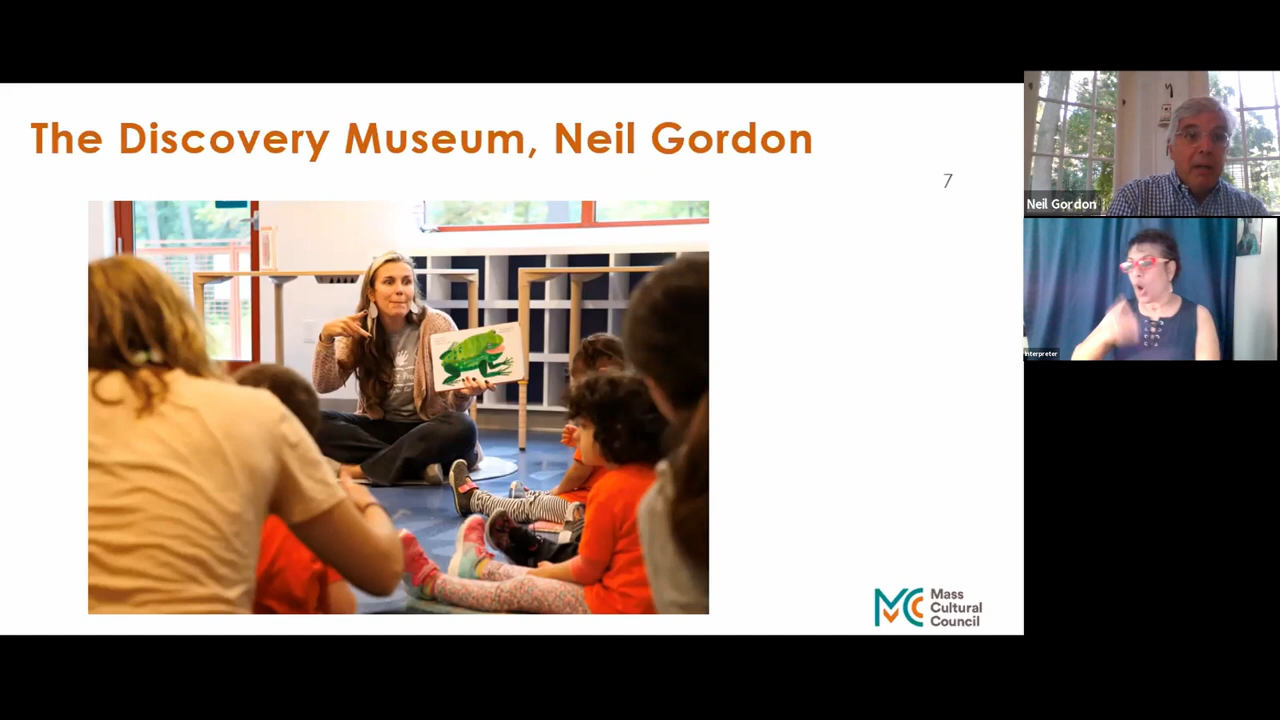 The Discovery Museum, Neil Gordon
7
Neil Gordon
Interpreter
Mass
Cultural
Council